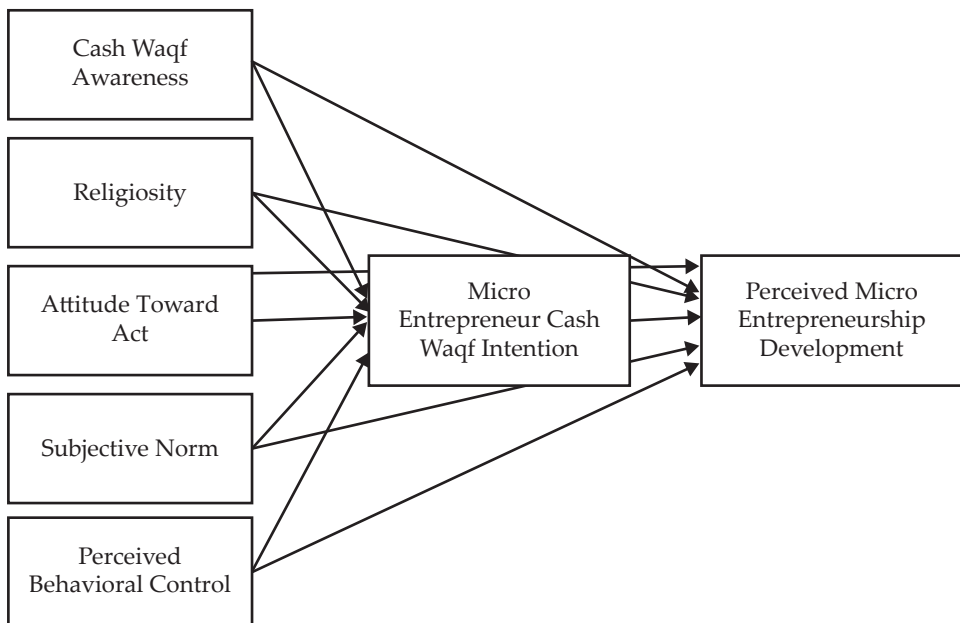 Cash Waqf
Awareness
Religiosity
Attitude Toward
Act
Subjective Norm
Perceived
Behavioral Control
Micro
Entrepreneur Cash
Waqf Intention
Perceived Micro
Entrepreneurship
Development